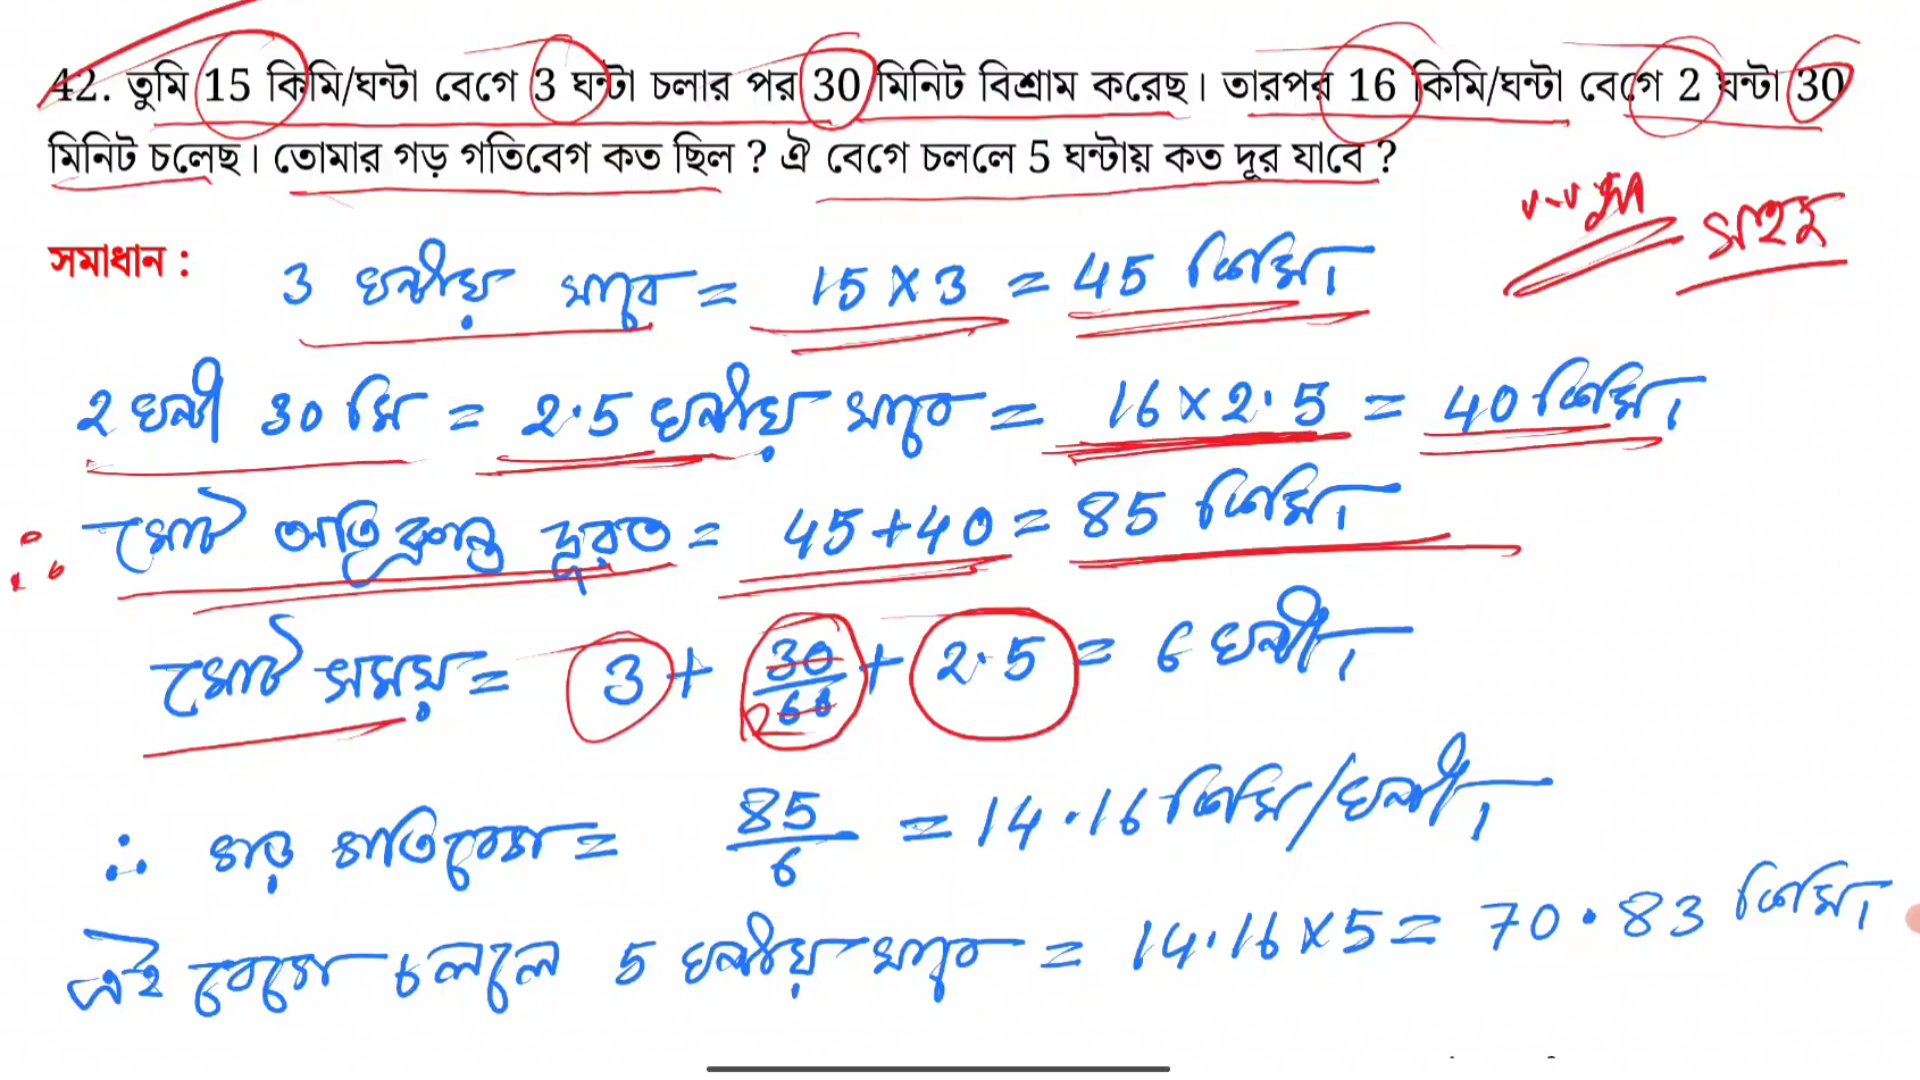 42. তুমি 15 কিমি/ঘন্টা বেগে 3 ঘন্টা চলার পর 30 মিনিট বিশ্রাম করেছ। তারপর 16 কিমি/ঘন্টা বেগে 2 ঘন্টা 30
মিনিট চলেছ। তোমার গড় গতিবেগ কত ছিল ? ঐ বেগে চললে 5 ঘন্টায় কত দূর যাবে ?
সমাধান :
3 ঘন্টায় যাবে = 15 × 3 = 45 কিমি।
2 ঘন্টা 30 মি = 2.5 ঘন্টায় যাবে = 16 × 2.5 = 40 কিমি।
∴ মোট অতিক্রান্ত দূরত্ব = 45 + 40 = 85 কিমি।
মোট সময় = 3 + 30/60 + 2.5 = 6 ঘন্টা।
∴ গড় গতিবেগ = 85/6 = 14.16 কিমি/ঘন্টা।
এই বেগে চললে 5 ঘন্টায় যাবে = 14.16 × 5 = 70.83 কিমি।